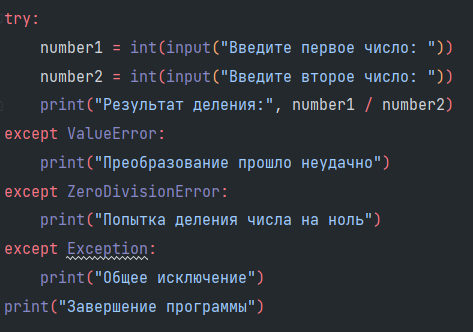 try:
    number1 = int(input("Введите первое число: "))
    number2 = int(input("Введите второе число: "))
    print("Результат деления:", number1 / number2)
except ValueError:
    print("Преобразование прошло неудачно")
except ZeroDivisionError:
    print("Попытка деления числа на ноль")
except Exception:
    print("Общее исключение")
print("Завершение программы")